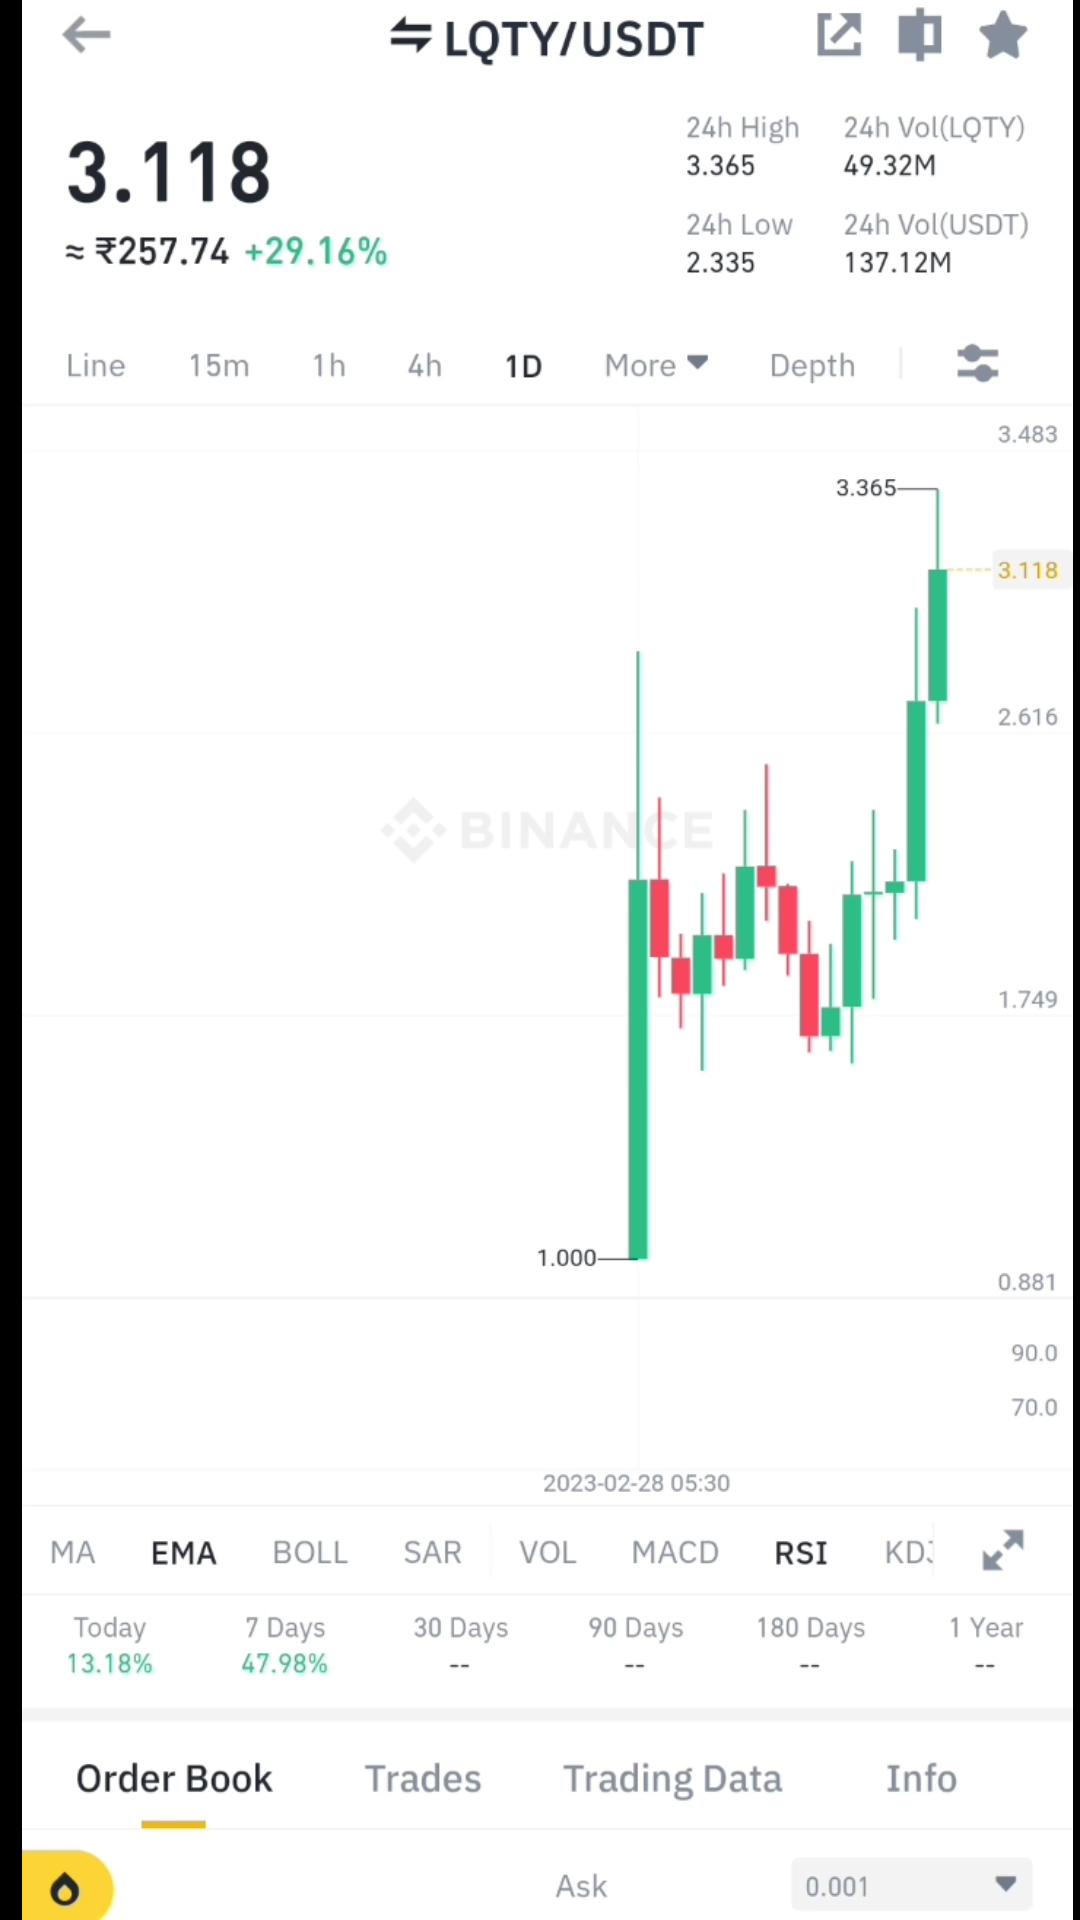 LQTY/USDT
3.118
≈ ₹257.74 +29.16%
24h High
3.365
24h Vol(LQTY)
49.32M
24h Low
2.335
24h Vol(USDT)
137.12M
Line 15m 1h 4h 1D More Depth
3.483
3.365
3.118
2.616
BINANCE
1.749
1.000
0.881
90.0
70.0
2023-02-28 05:30
MA EMA BOLL SAR VOL MACD RSI KDJ
Today 7 Days 30 Days 90 Days 180 Days 1 Year
13.18% 47.98% -- -- -- --
Order Book Trades Trading Data Info
Ask 0.001